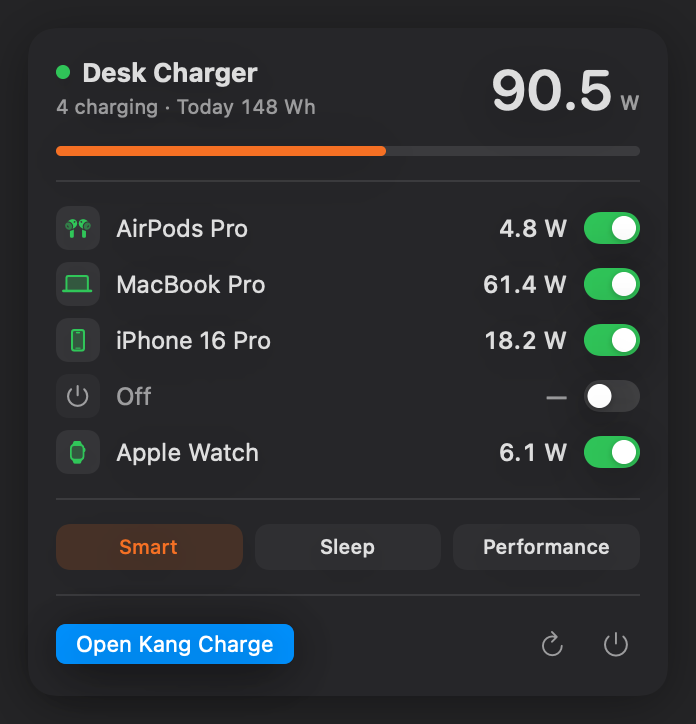 Desk Charger
90.5 W
4 charging · Today 148 Wh
AirPods Pro 4.8 W
MacBook Pro 61.4 W
iPhone 16 Pro 18.2 W
Off —
Apple Watch 6.1 W
Smart Sleep Performance
Open Kang Charge